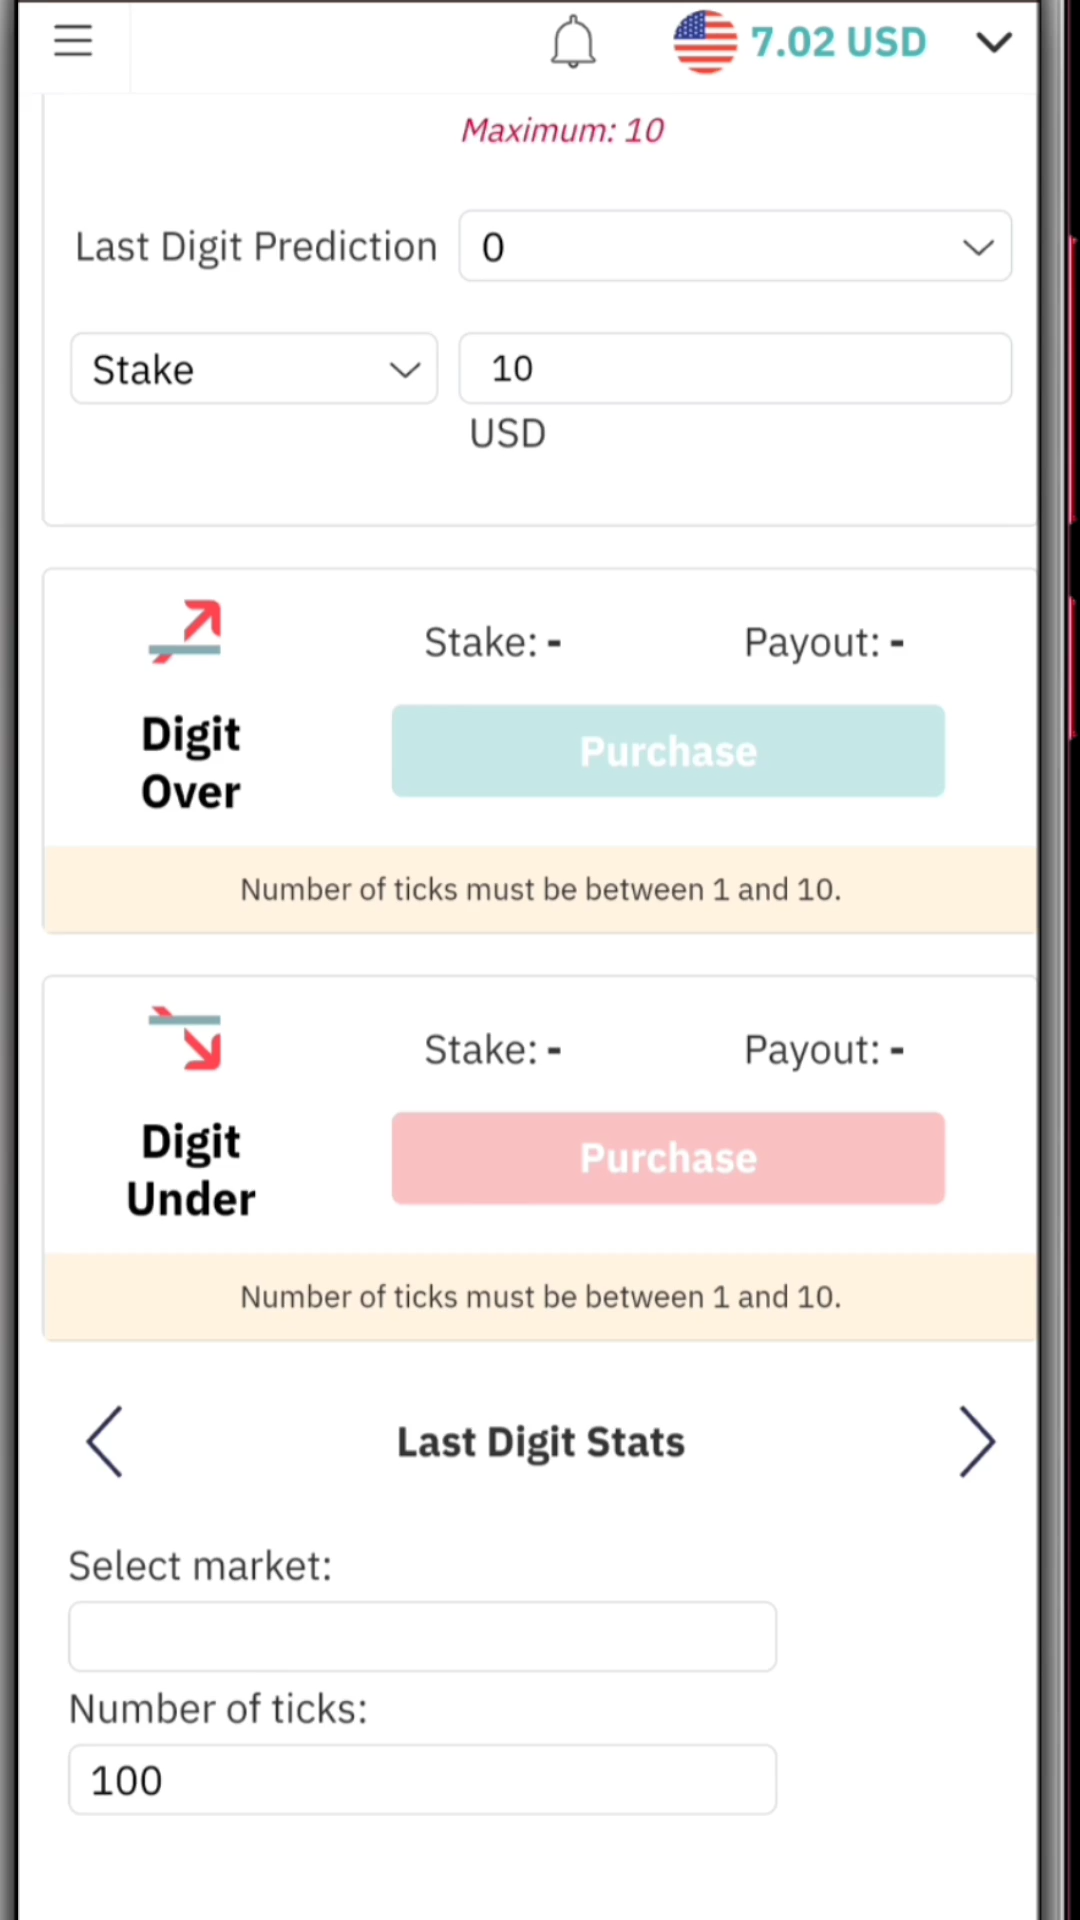 7.02 USD
Maximum: 10
Last Digit Prediction
0
Stake
10
USD
Stake: -
Payout: -
Digit
Over
Purchase
Number of ticks must be between 1 and 10.
Stake: -
Payout: -
Digit
Under
Purchase
Number of ticks must be between 1 and 10.
Last Digit Stats
Select market:
Number of ticks:
100